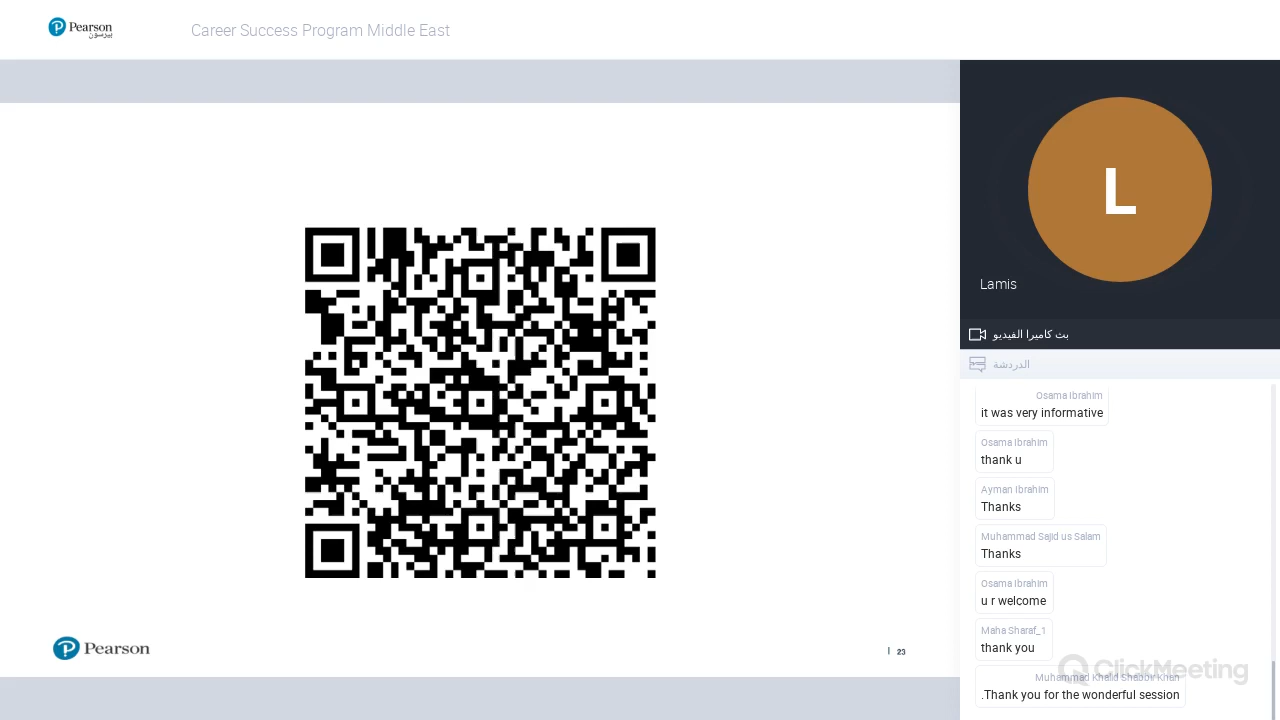 Pearson
بيرسون
Career Success Program Middle East
L
Lamis
بث كاميرا الفيديو
الدردشة
Osama Ibrahim
it was very informative
Osama Ibrahim
thank u
Ayman Ibrahim
Thanks
Muhammad Sajid us Salam
Thanks
Osama Ibrahim
u r welcome
Maha Sharaf_1
thank you
Muhammad Khalid Shabbir Khan
.Thank you for the wonderful session
ClickMeeting
Pearson
23